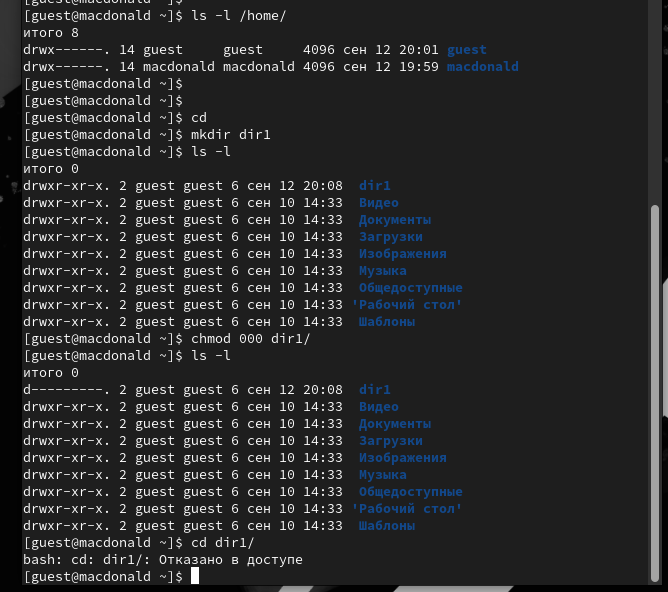 [guest@macdonald ~]$ ls -l /home/
итого 8
drwx------. 14 guest     guest     4096 сен 12 20:01 guest
drwx------. 14 macdonald macdonald 4096 сен 12 19:59 macdonald
[guest@macdonald ~]$
[guest@macdonald ~]$
[guest@macdonald ~]$ cd
[guest@macdonald ~]$ mkdir dir1
[guest@macdonald ~]$ ls -l
итого 0
drwxr-xr-x. 2 guest guest 6 сен 12 20:08  dir1
drwxr-xr-x. 2 guest guest 6 сен 10 14:33  Видео
drwxr-xr-x. 2 guest guest 6 сен 10 14:33  Документы
drwxr-xr-x. 2 guest guest 6 сен 10 14:33  Загрузки
drwxr-xr-x. 2 guest guest 6 сен 10 14:33  Изображения
drwxr-xr-x. 2 guest guest 6 сен 10 14:33  Музыка
drwxr-xr-x. 2 guest guest 6 сен 10 14:33  Общедоступные
drwxr-xr-x. 2 guest guest 6 сен 10 14:33 'Рабочий стол'
drwxr-xr-x. 2 guest guest 6 сен 10 14:33  Шаблоны
[guest@macdonald ~]$ chmod 000 dir1/
[guest@macdonald ~]$ ls -l
итого 0
d---------. 2 guest guest 6 сен 12 20:08  dir1
drwxr-xr-x. 2 guest guest 6 сен 10 14:33  Видео
drwxr-xr-x. 2 guest guest 6 сен 10 14:33  Документы
drwxr-xr-x. 2 guest guest 6 сен 10 14:33  Загрузки
drwxr-xr-x. 2 guest guest 6 сен 10 14:33  Изображения
drwxr-xr-x. 2 guest guest 6 сен 10 14:33  Музыка
drwxr-xr-x. 2 guest guest 6 сен 10 14:33  Общедоступные
drwxr-xr-x. 2 guest guest 6 сен 10 14:33 'Рабочий стол'
drwxr-xr-x. 2 guest guest 6 сен 10 14:33  Шаблоны
[guest@macdonald ~]$ cd dir1/
bash: cd: dir1/: Отказано в доступе
[guest@macdonald ~]$